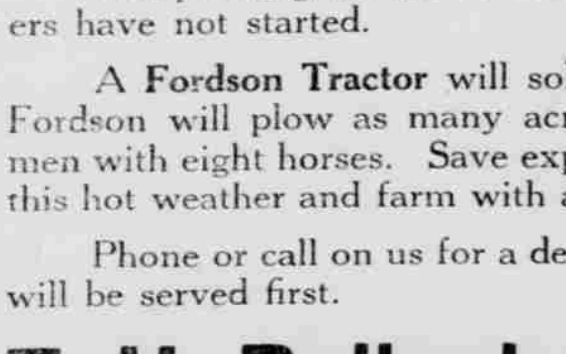 ers have not started.
A Fordson Tractor will so
Fordson will plow as many ac
men with eight horses. Save ex
this hot weather and farm with a
Phone or call on us for a de
will be served first.